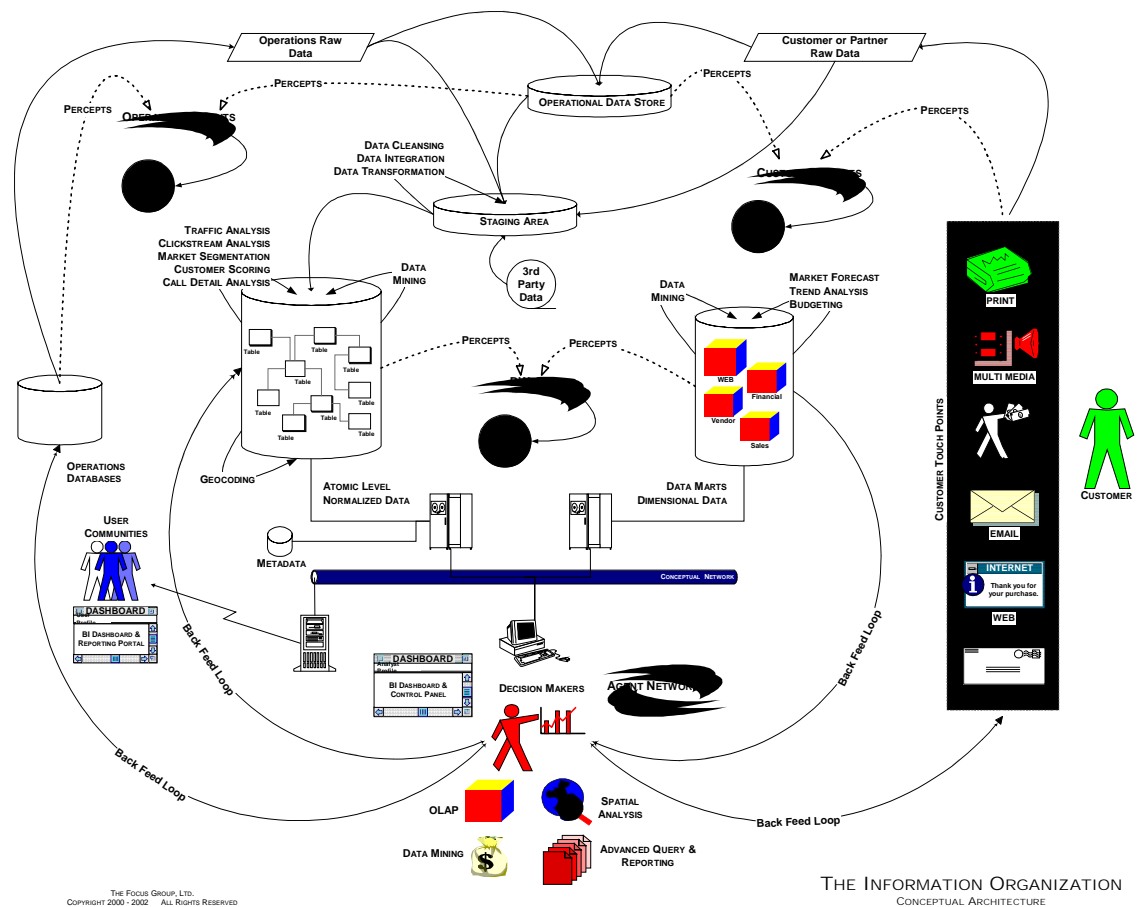 Operations Raw
Data
Customer or Partner
Raw Data
PERCEPTS
PERCEPTS
PERCEPTS
PERCEPTS
OPERATIONAL DATA STORE
DATA CLEANSING
DATA INTEGRATION
DATA TRANSFORMATION
STAGING AREA
3rd
Party
Data
TRAFFIC ANALYSIS
CLICKSTREAM ANALYSIS
MARKET SEGMENTATION
CUSTOMER SCORING
CALL DETAIL ANALYSIS
DATA
MINING
DATA
MINING
MARKET FORECAST
TREND ANALYSIS
BUDGETING
Table
Table
Table
Table
Table
Table
Table
Table
PERCEPTS
PERCEPTS
WEB
Financial
Vendor
Sales
GEOCODING
OPERATIONS
DATABASES
ATOMIC LEVEL
NORMALIZED DATA
DATA MARTS
DIMENSIONAL DATA
METADATA
CONCEPTUAL NETWORK
USER
COMMUNITIES
DASHBOARD
BI DASHBOARD &
REPORTING PORTAL
DASHBOARD
BI DASHBOARD &
CONTROL PANEL
DECISION MAKERS
AGENT NETWORK
Back Feed Loop
Back Feed Loop
Back Feed Loop
Back Feed Loop
OLAP
SPATIAL
ANALYSIS
DATA MINING
$
ADVANCED QUERY &
REPORTING
CUSTOMER TOUCH POINTS
PRINT
MULTI MEDIA
EMAIL
INTERNET
i
Thank you for
your purchase.
WEB
CUSTOMER
THE FOCUS GROUP, LTD.
COPYRIGHT 2000 - 2002 ALL RIGHTS RESERVED
THE INFORMATION ORGANIZATION
CONCEPTUAL ARCHITECTURE